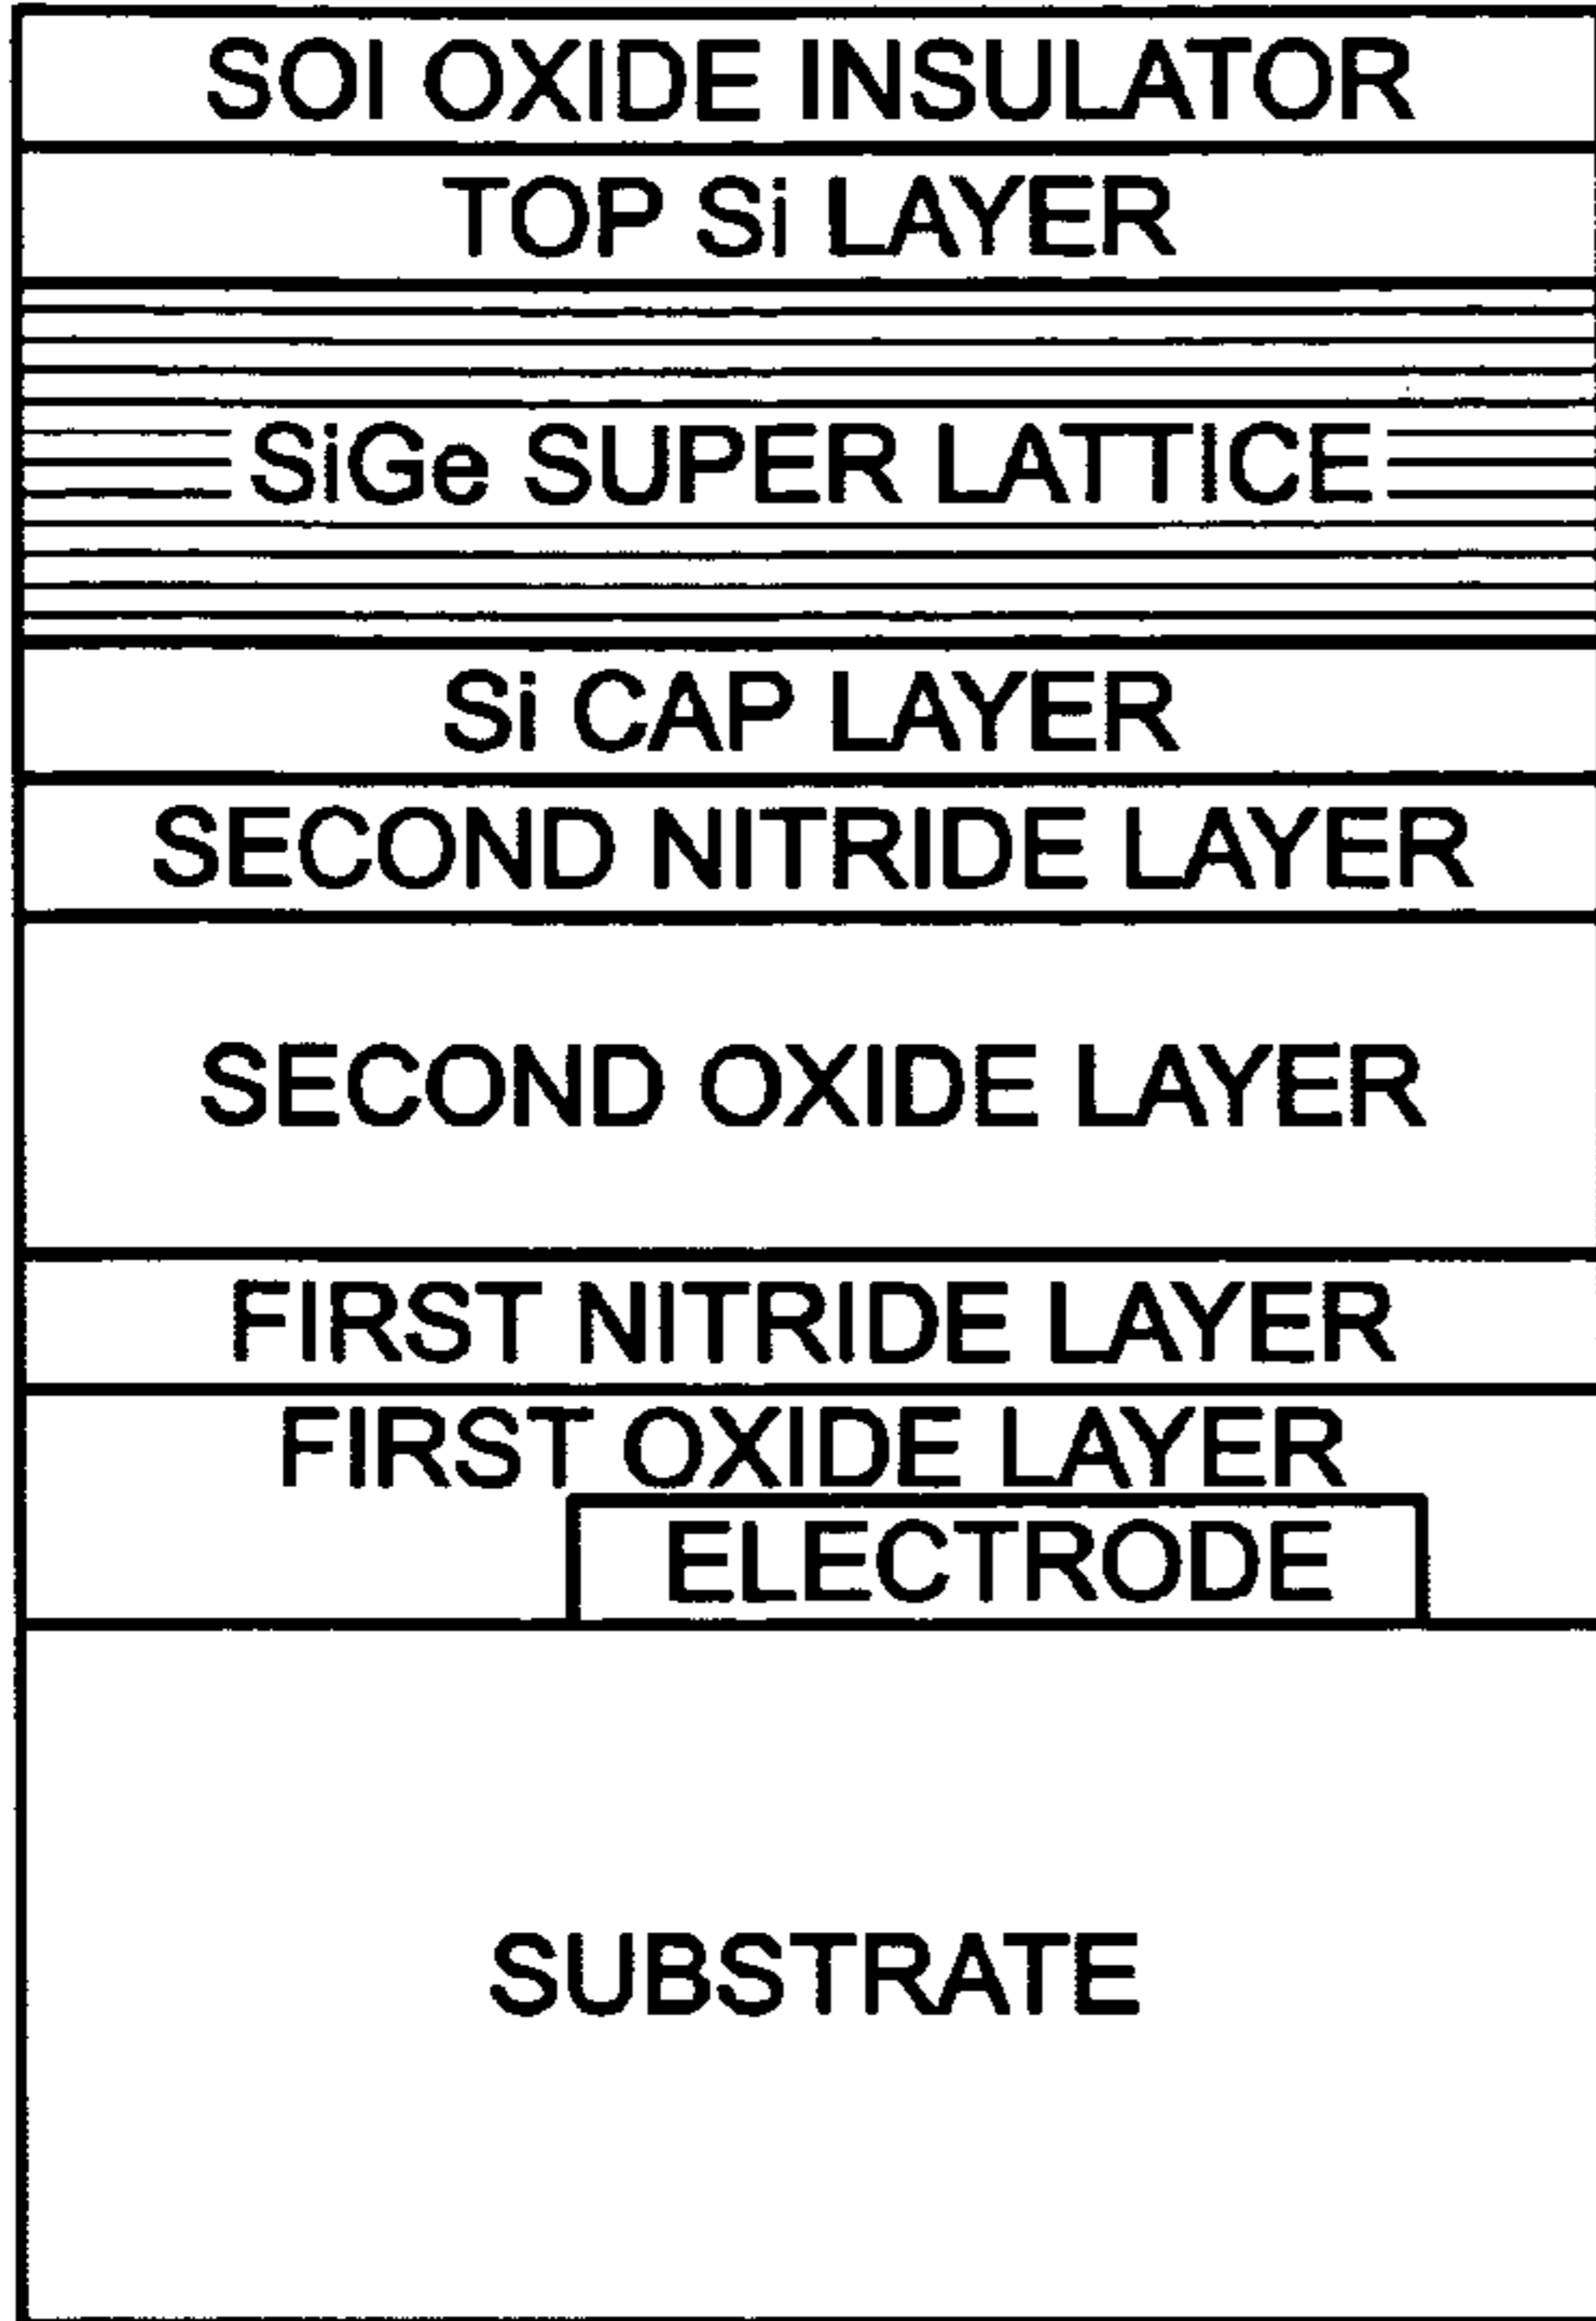 SOI OXIDE INSULATOR
TOP Si LAYER
SiGe SUPER LATTICE
Si CAP LAYER
SECOND NITRIDE LAYER
SECOND OXIDE LAYER
FIRST NITRIDE LAYER
FIRST OXIDE LAYER
ELECTRODE
SUBSTRATE